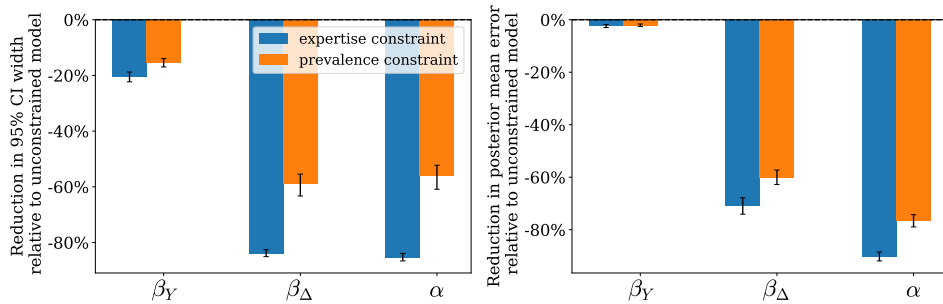 Reduction in 95% CI width
relative to unconstrained model
0%
-20%
-40%
-60%
-80%
expertise constraint
prevalence constraint
β_Y
β_Δ
α
Reduction in posterior mean error
relative to unconstrained model
0%
-20%
-40%
-60%
-80%
β_Y
β_Δ
α